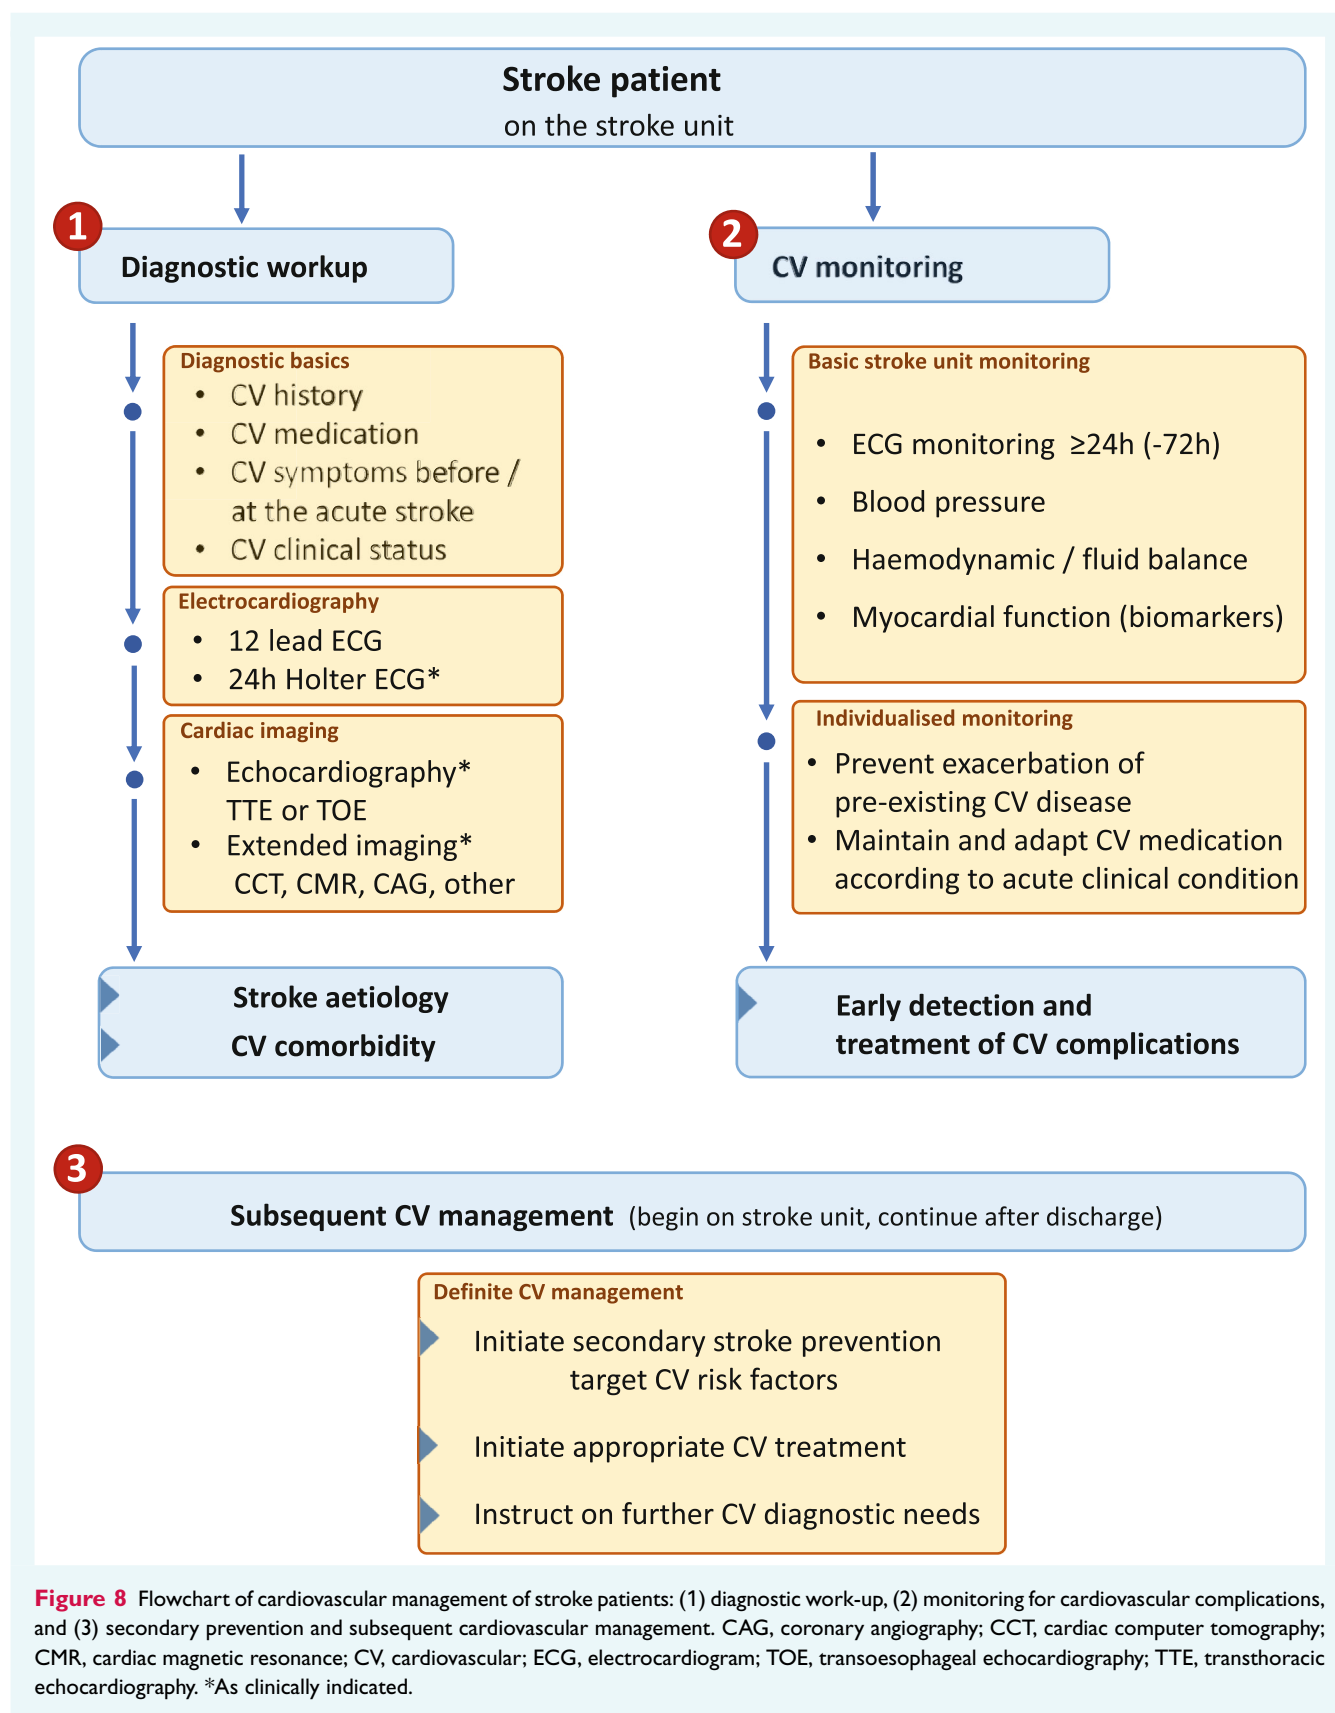 Stroke patient
on the stroke unit
1
Diagnostic workup
Diagnostic basics
• CV history
• CV medication
• CV symptoms before /
at the acute stroke
• CV clinical status
Electrocardiography
• 12 lead ECG
• 24h Holter ECG*
Cardiac imaging
• Echocardiography*
TTE or TOE
• Extended imaging*
CCT, CMR, CAG, other
Stroke aetiology
CV comorbidity
2
CV monitoring
Basic stroke unit monitoring
• ECG monitoring ≥24h (-72h)
• Blood pressure
• Haemodynamic / fluid balance
• Myocardial function (biomarkers)
Individualised monitoring
• Prevent exacerbation of
pre-existing CV disease
• Maintain and adapt CV medication
according to acute clinical condition
Early detection and
treatment of CV complications
3
Subsequent CV management (begin on stroke unit, continue after discharge)
Definite CV management
Initiate secondary stroke prevention
target CV risk factors
Initiate appropriate CV treatment
Instruct on further CV diagnostic needs
Figure 8 Flowchart of cardiovascular management of stroke patients: (1) diagnostic work-up, (2) monitoring for cardiovascular complications,
and (3) secondary prevention and subsequent cardiovascular management. CAG, coronary angiography; CCT, cardiac computer tomography;
CMR, cardiac magnetic resonance; CV, cardiovascular; ECG, electrocardiogram; TOE, transoesophageal echocardiography; TTE, transthoracic
echocardiography. *As clinically indicated.